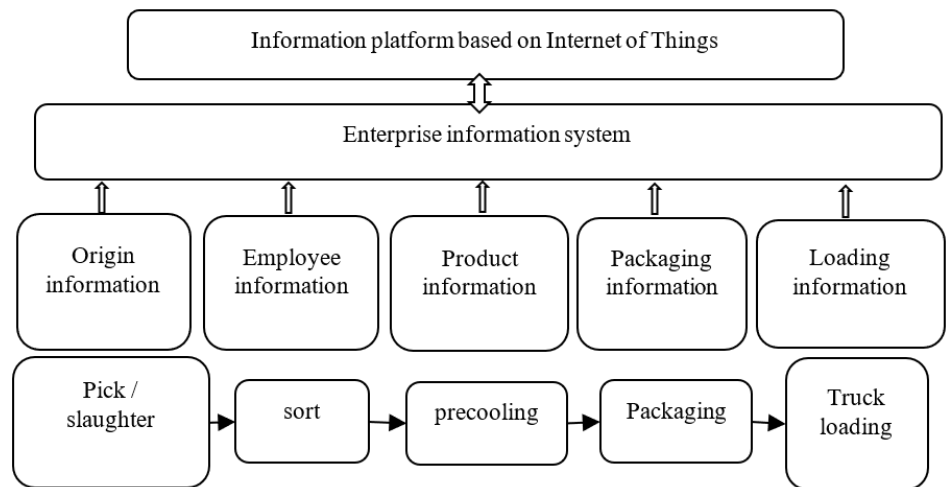 Information platform based on Internet of Things
Enterprise information system
Origin
information
Employee
information
Product
information
Packaging
information
Loading
information
Pick /
slaughter
sort
precooling
Packaging
Truck
loading